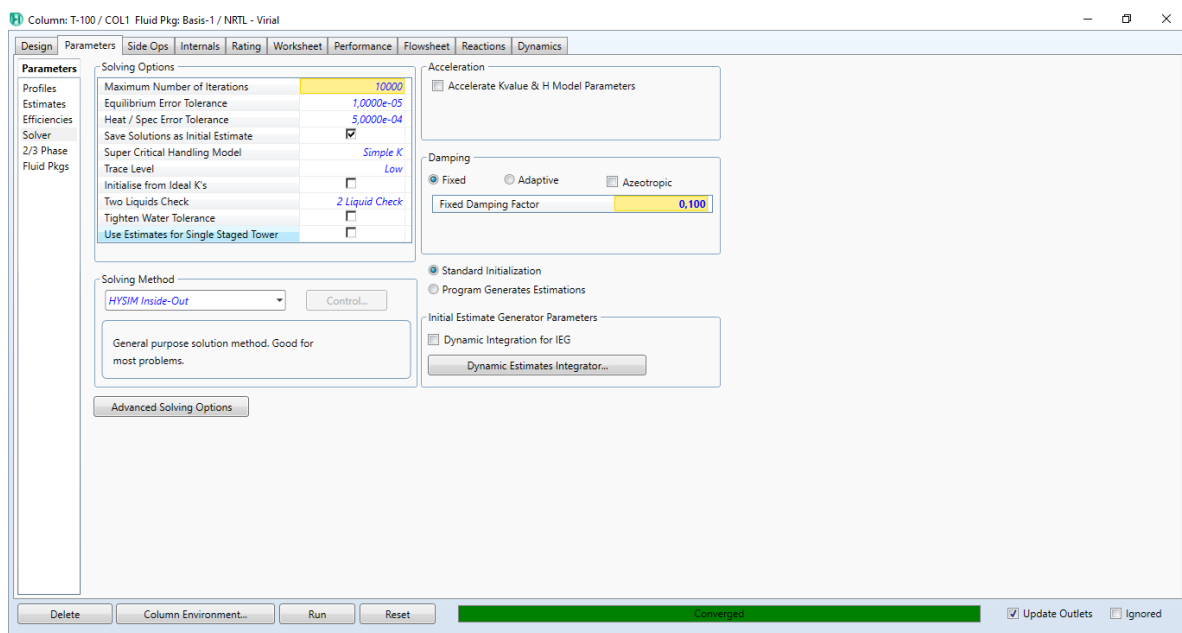 Column: T-100 / COL1 Fluid Pkg: Basis-1 / NRTL - Virial
Design Parameters Side Ops Internals Rating Worksheet Performance Flowsheet Reactions Dynamics
Parameters
Profiles
Estimates
Efficiencies
Solver
2/3 Phase
Fluid Pkgs
Solving Options
Maximum Number of Iterations 10000
Equilibrium Error Tolerance 1,0000e-05
Heat / Spec Error Tolerance 5,0000e-04
Save Solutions as Initial Estimate
Super Critical Handling Model Simple K
Trace Level Low
Initialise from Ideal K's
Two Liquids Check 2 Liquid Check
Tighten Water Tolerance
Use Estimates for Single Staged Tower
Solving Method
HYSIM Inside-Out Control...
General purpose solution method. Good for
most problems.
Advanced Solving Options
Acceleration
Accelerate Kvalue & H Model Parameters
Damping
Fixed Adaptive Azeotropic
Fixed Damping Factor 0,100
Standard Initialization
Program Generates Estimations
Initial Estimate Generator Parameters
Dynamic Integration for IEG
Dynamic Estimates Integrator...
Delete Column Environment... Run Reset Converged Update Outlets Ignored